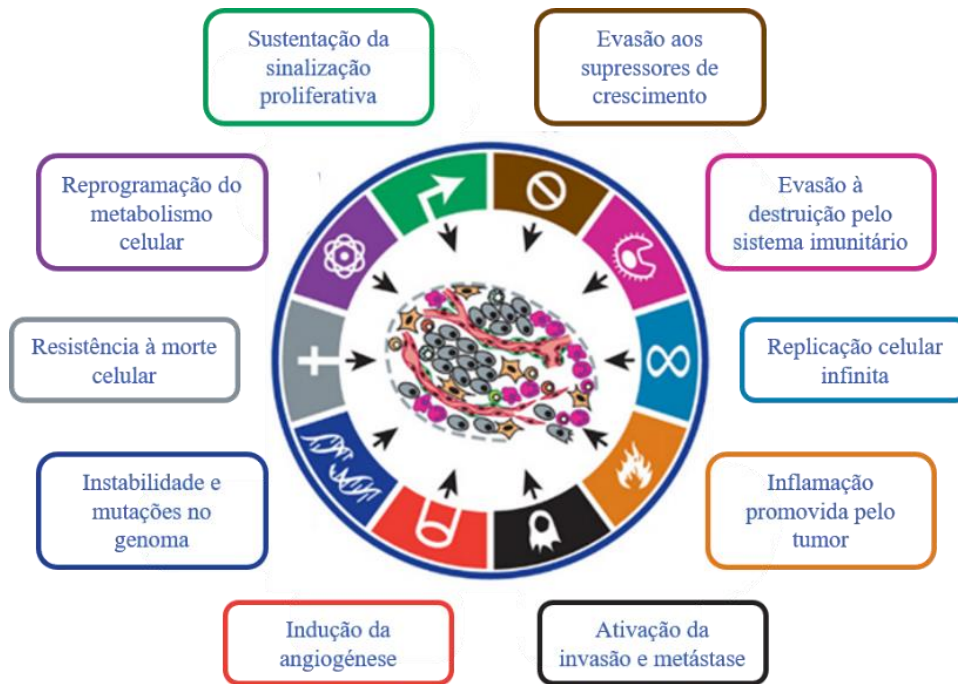 Sustentação da
sinalização
proliferativa
Evasão aos
supressores de
crescimento
Reprogramação do
metabolismo
celular
Evasão à
destruição pelo
sistema imunitário
Resistência à morte
celular
Replicação celular
infinita
Instabilidade e
mutações no
genoma
Inflamação
promovida pelo
tumor
Indução da
angiogénese
Ativação da
invasão e metástase